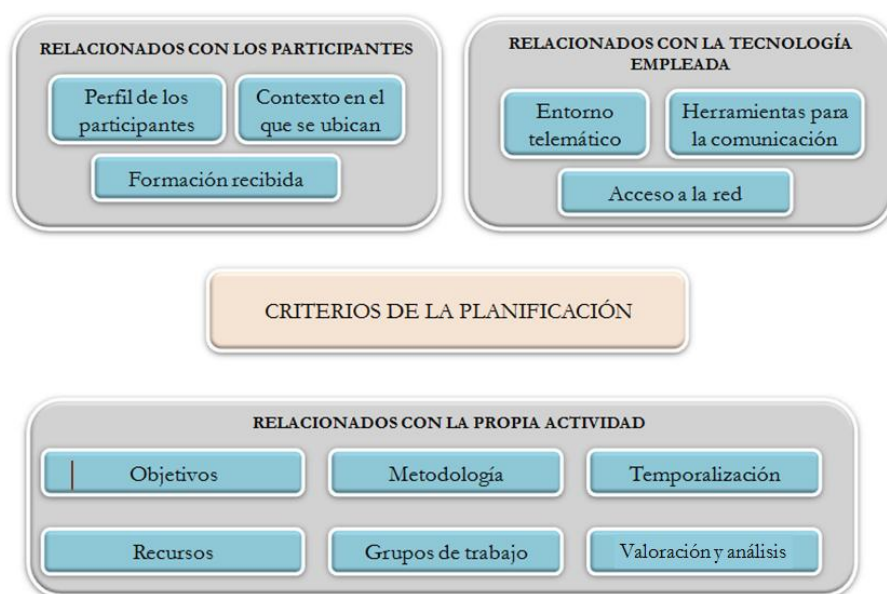 RELACIONADOS CON LOS PARTICIPANTES
Perfil de los
participantes
Contexto en el
que se ubican
Formación recibida
RELACIONADOS CON LA TECNOLOGÍA
EMPLEADA
Entorno
telemático
Herramientas para
la comunicación
Acceso a la red
CRITERIOS DE LA PLANIFICACIÓN
RELACIONADOS CON LA PROPIA ACTIVIDAD
Objetivos
Metodología
Temporalización
Recursos
Grupos de trabajo
Valoración y análisis